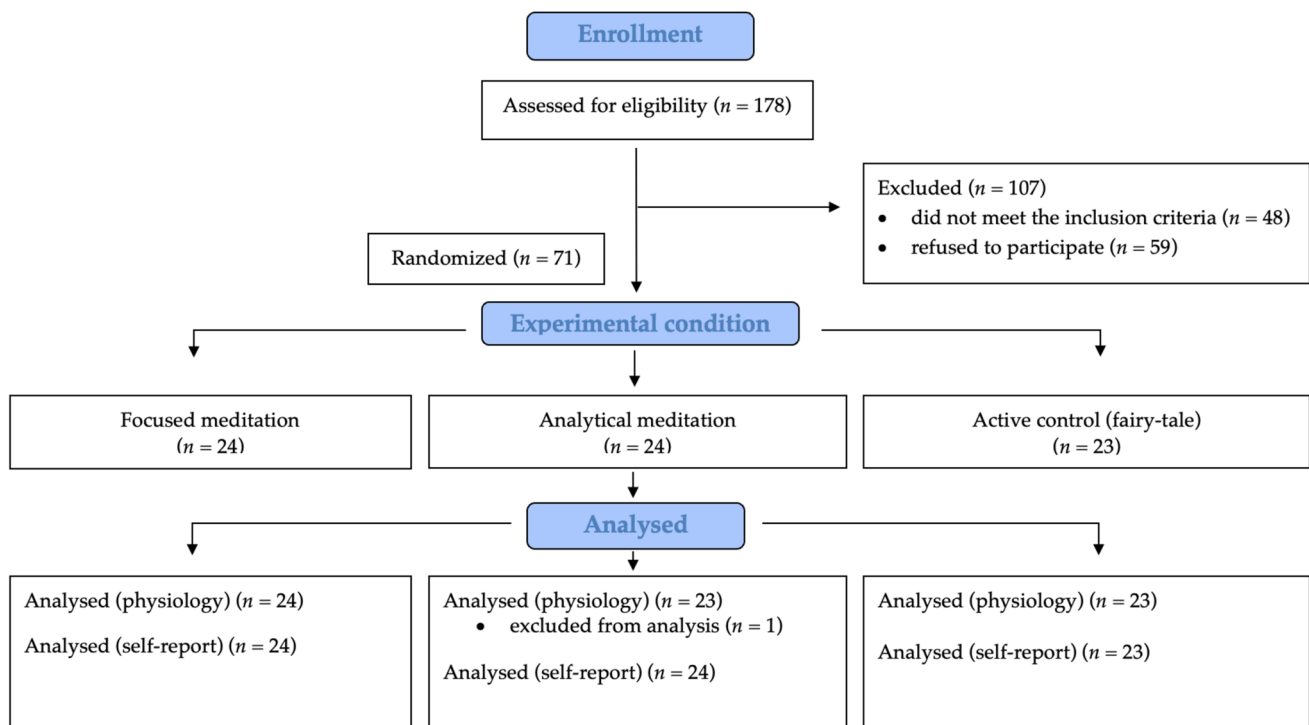 Enrollment
Assessed for eligibility (n = 178)
Excluded (n = 107)
• did not meet the inclusion criteria (n = 48)
• refused to participate (n = 59)
Randomized (n = 71)
Experimental condition
Focused meditation
(n = 24)
Analytical meditation
(n = 24)
Active control (fairy-tale)
(n = 23)
Analysed
Analysed (physiology) (n = 24)
Analysed (self-report) (n = 24)
Analysed (physiology) (n = 23)
• excluded from analysis (n = 1)
Analysed (self-report) (n = 24)
Analysed (physiology) (n = 23)
Analysed (self-report) (n = 23)